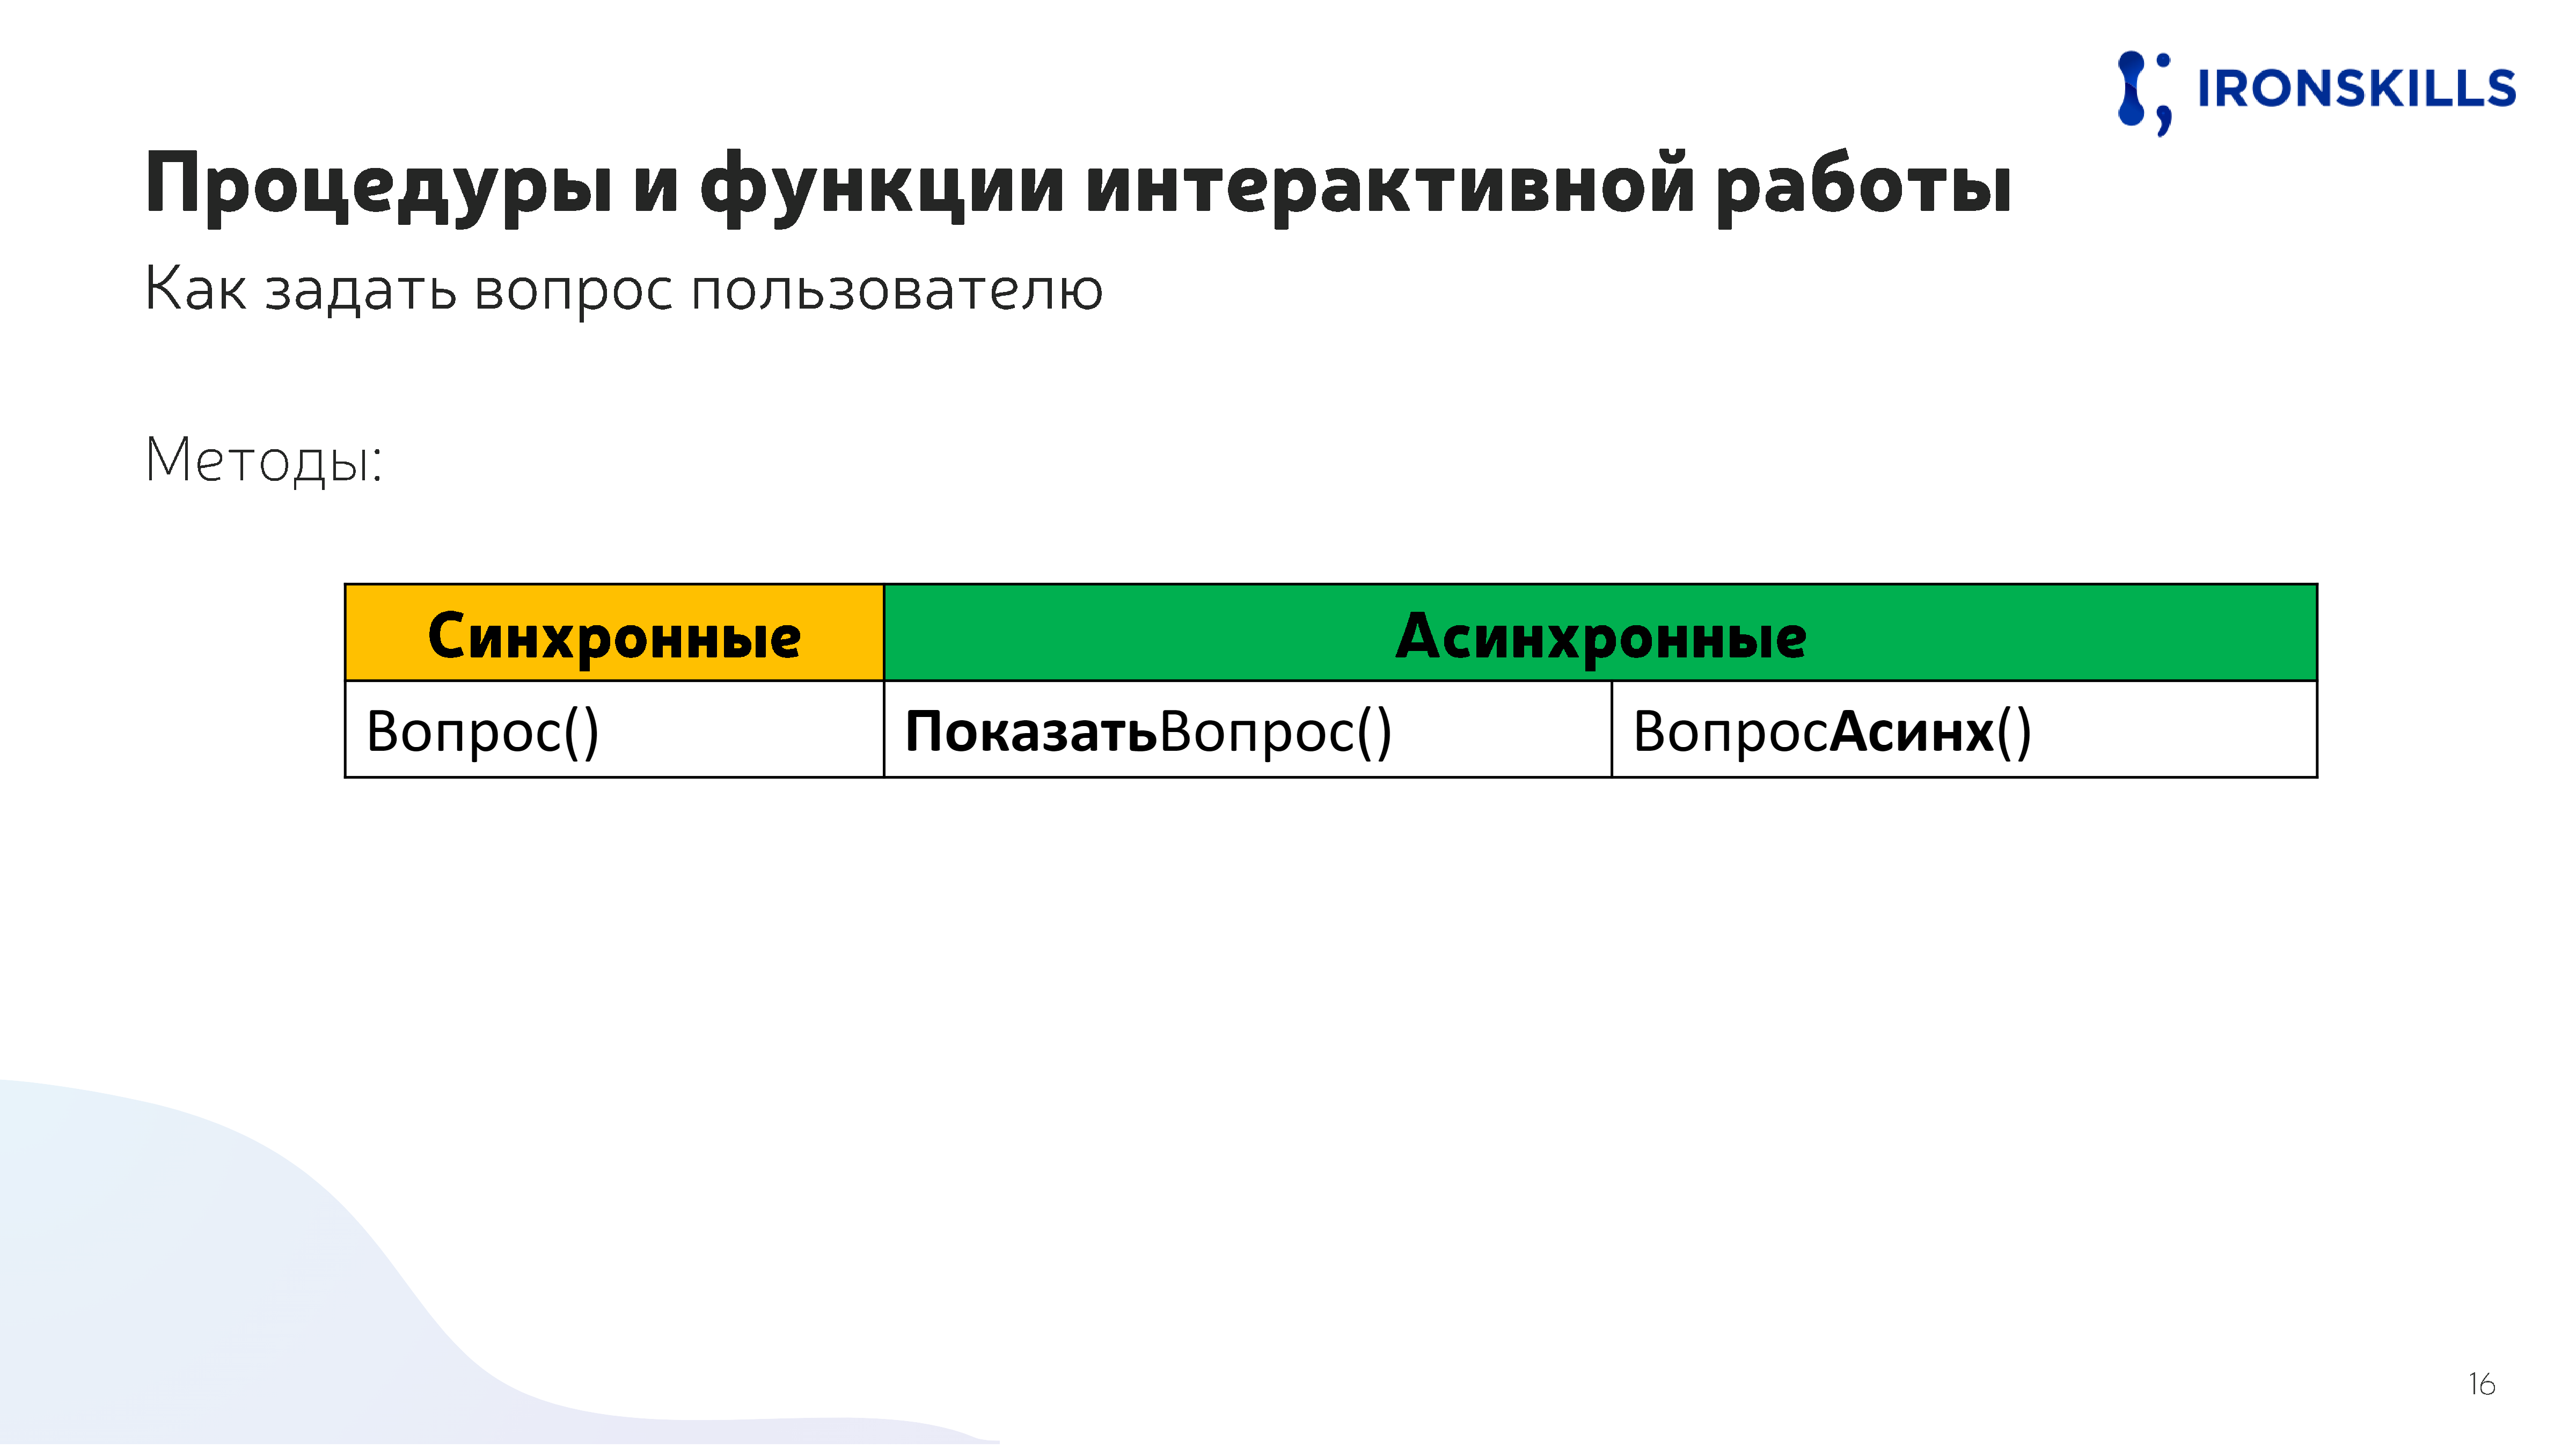 IRONSKILLS
Процедуры и функции интерактивной работы
Как задать вопрос пользователю
Методы:
Синхронные Асинхронные
Вопрос() ПоказатьВопрос() ВопросАсинх()
16